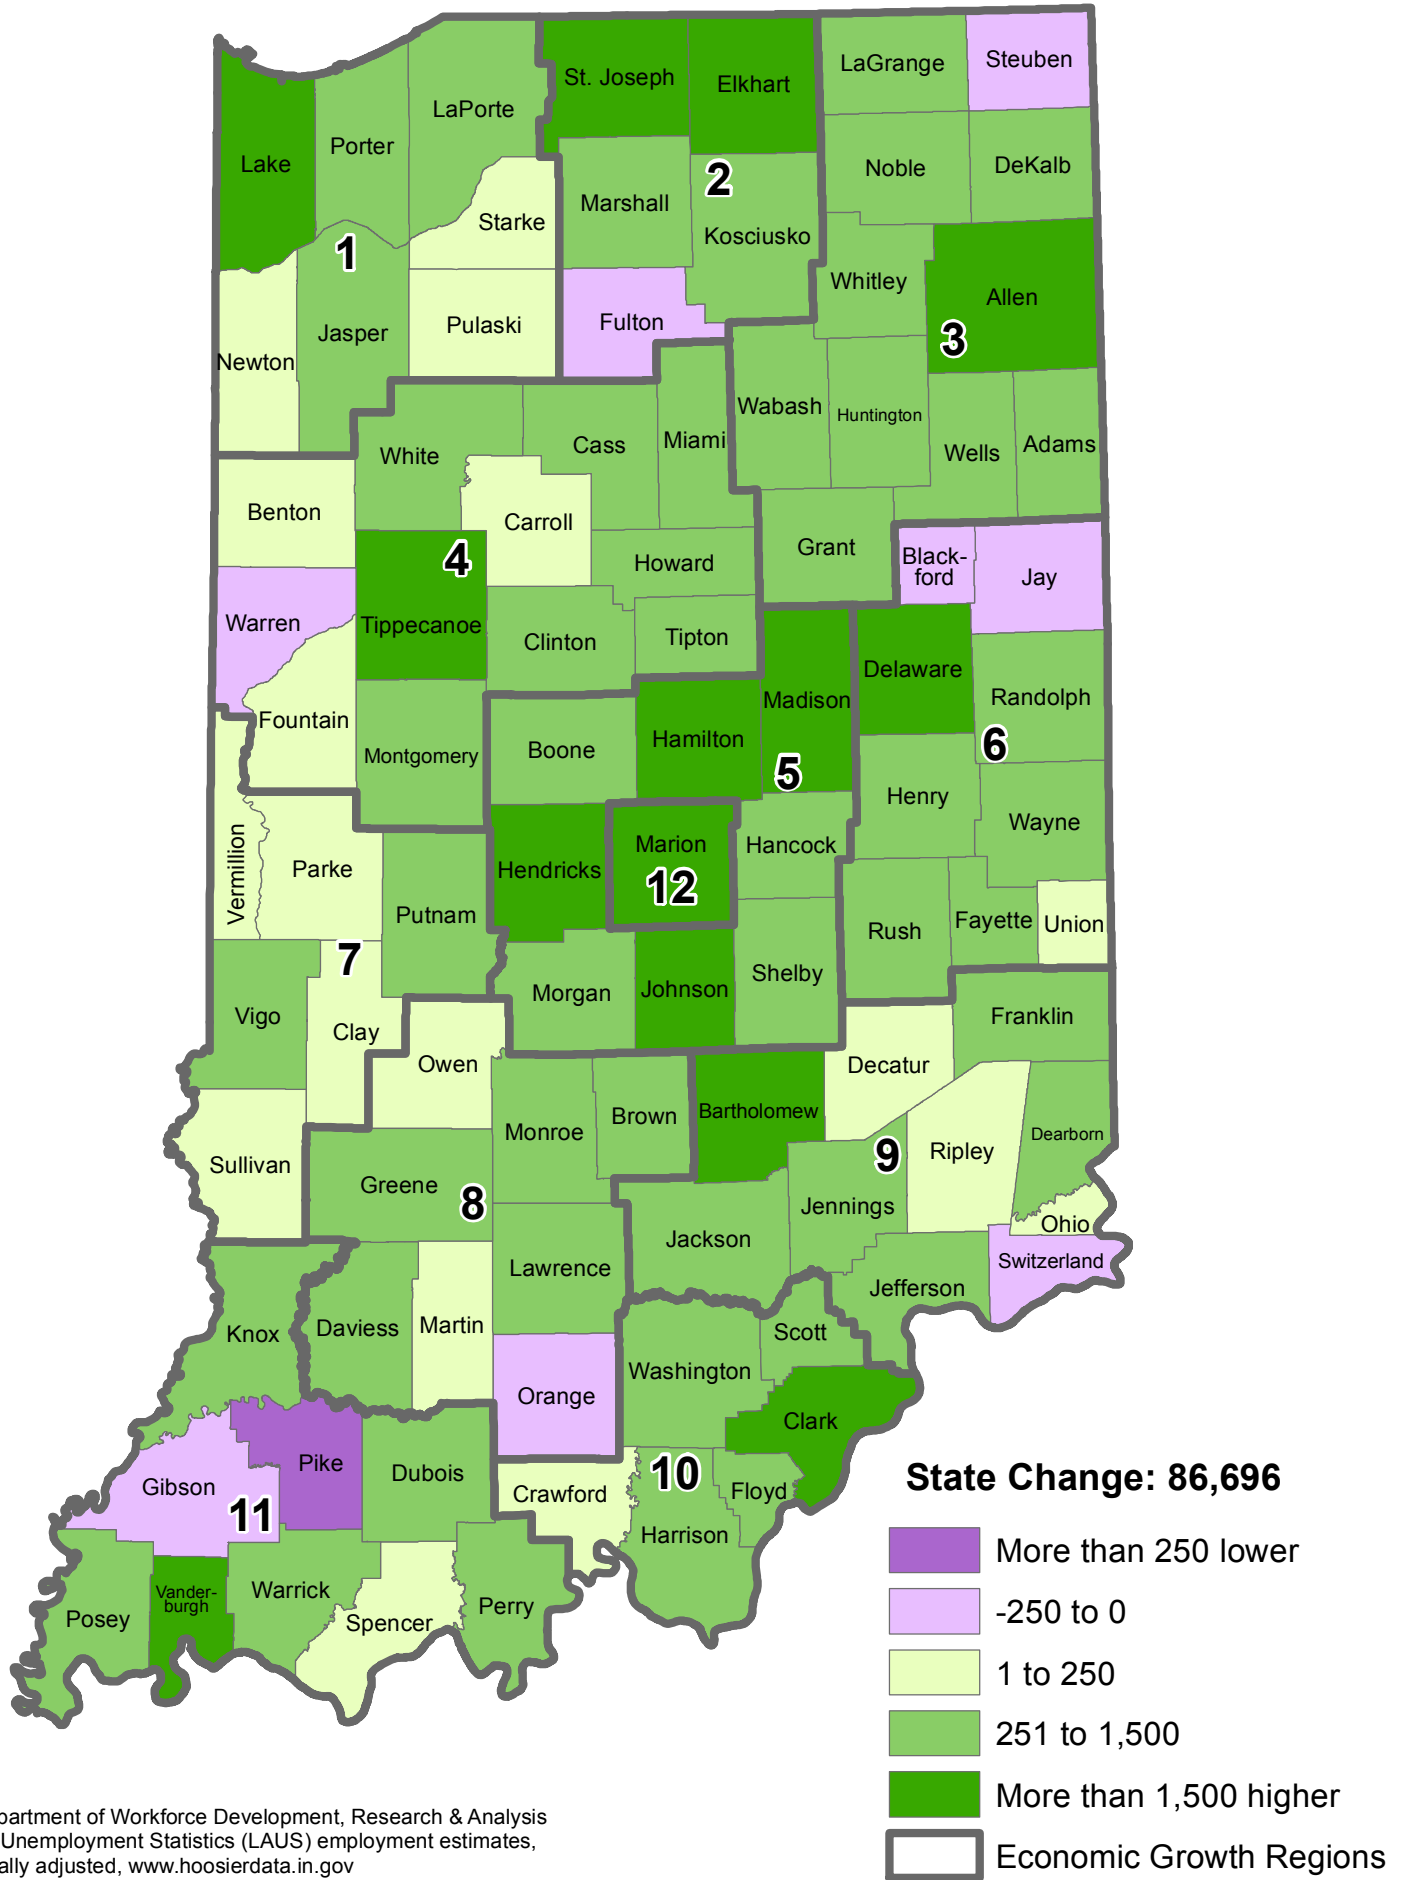 St. Joseph
Elkhart
LaGrange
Steuben
LaPorte
Porter
Lake
Noble
DeKalb
2
Marshall
Starke
Kosciusko
1
Whitley
Allen
Jasper
Pulaski
Fulton
3
Newton
Wabash
Huntington
White
Cass
Miami
Wells
Adams
Benton
Carroll
4
Howard
Grant
Black-
ford
Jay
Warren
Tippecanoe
Clinton
Tipton
Delaware
Madison
Randolph
Fountain
Montgomery
Boone
Hamilton
5
6
Henry
Wayne
Vermillion
Parke
Hendricks
Marion
12
Hancock
Putnam
Rush
Fayette
Union
7
Vigo
Clay
Morgan
Johnson
Shelby
Franklin
Owen
Decatur
Monroe
Brown
Bartholomew
Dearborn
Sullivan
Greene
8
9
Ripley
Jennings
Jackson
Ohio
Lawrence
Switzerland
Jefferson
Knox
Daviess
Martin
Scott
Washington
Orange
Clark
Pike
Gibson
11
Dubois
Crawford
10
Floyd
Harrison
Vander-
burgh
Warrick
Posey
Spencer
Perry
State Change: 86,696
More than 250 lower
-250 to 0
1 to 250
251 to 1,500
More than 1,500 higher
Economic Growth Regions
partment of Workforce Development, Research & Analysis
Unemployment Statistics (LAUS) employment estimates,
ally adjusted, www.hoosierdata.in.gov